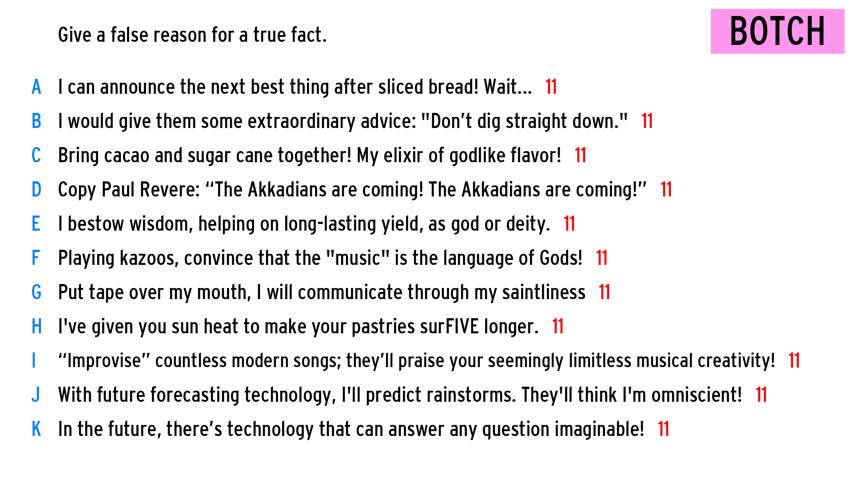 Give a false reason for a true fact.
BOTCH
A I can announce the next best thing after sliced bread! Wait... 11
B I would give them some extraordinary advice: "Don't dig straight down." 11
C Bring cacao and sugar cane together! My elixir of godlike flavor! 11
D Copy Paul Revere: “The Akkadians are coming! The Akkadians are coming!” 11
E I bestow wisdom, helping on long-lasting yield, as god or deity. 11
F Playing kazoos, convince that the "music" is the language of Gods! 11
G Put tape over my mouth, I will communicate through my saintliness 11
H I've given you sun heat to make your pastries surFIVE longer. 11
I “Improvise” countless modern songs; they’ll praise your seemingly limitless musical creativity! 11
J With future forecasting technology, I'll predict rainstorms. They'll think I'm omniscient! 11
K In the future, there’s technology that can answer any question imaginable! 11